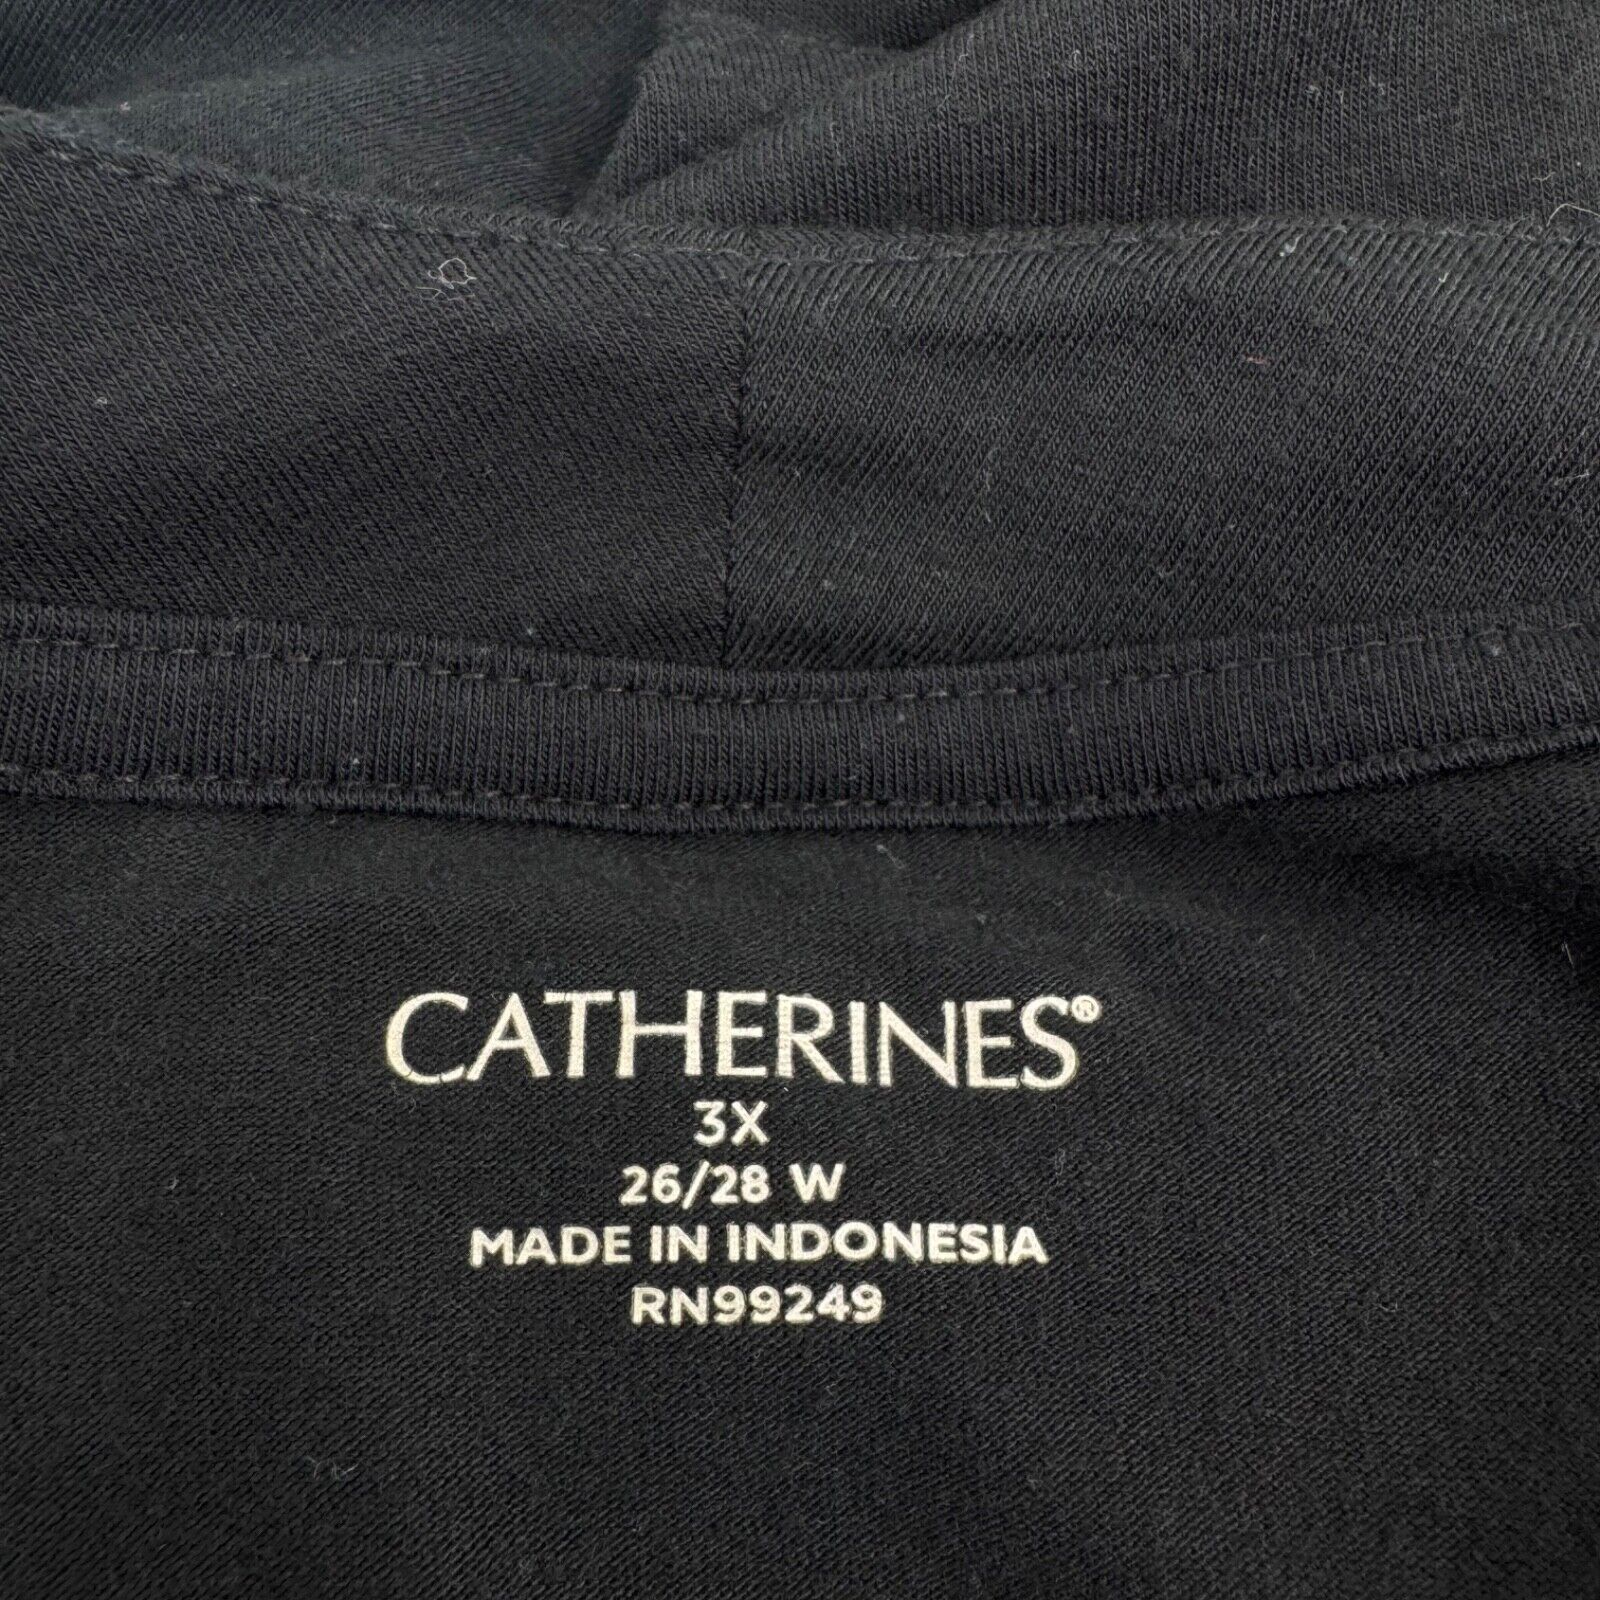 CATHERINES®
3X
26/28 W
MADE IN INDONESIA
RN99249